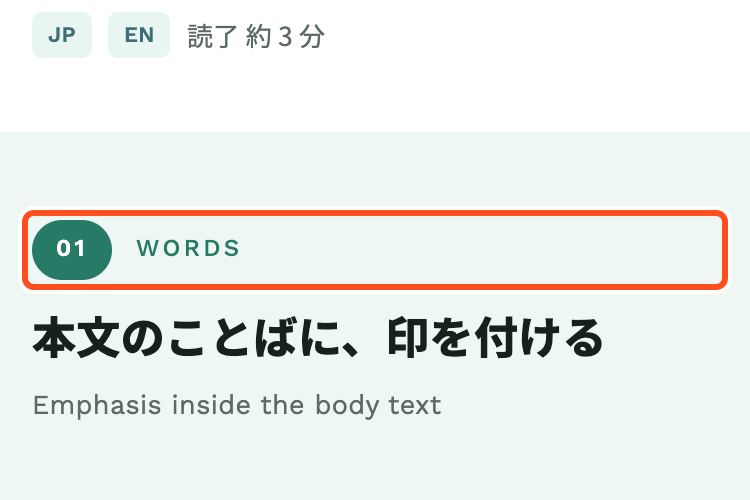 JP EN 読了 約 3 分
01 WORDS
本文のことばに、印を付ける
Emphasis inside the body text